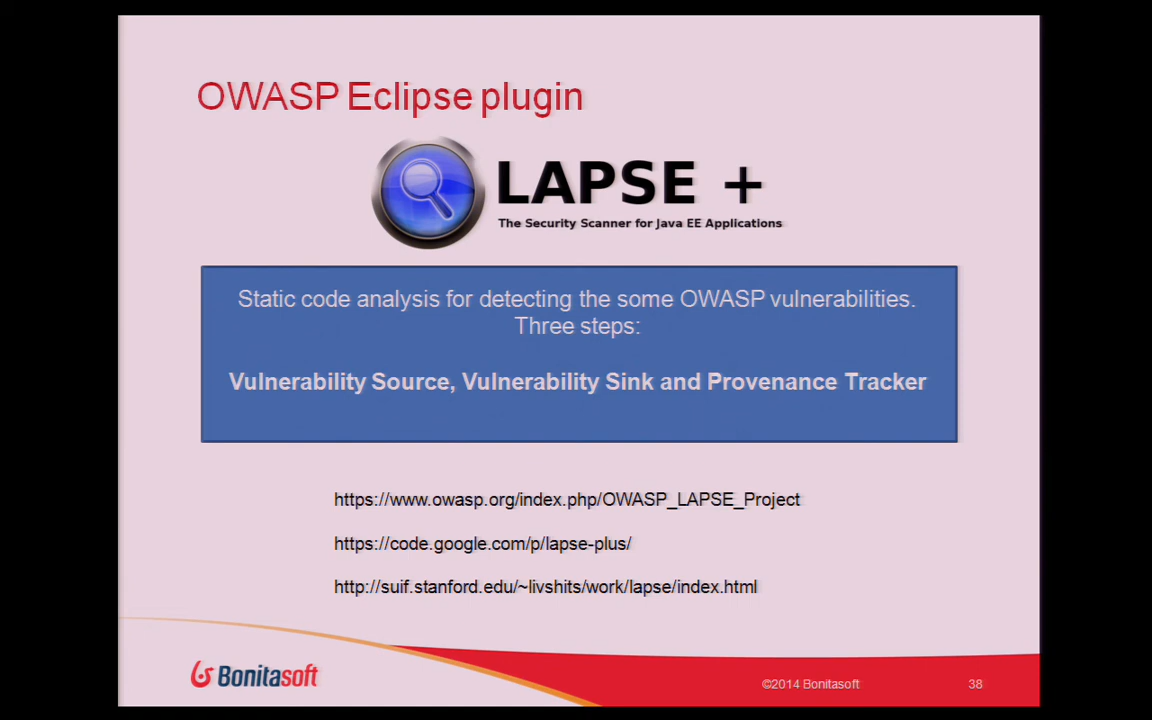 OWASP Eclipse plugin
LAPSE +
The Security Scanner for Java EE Applications
Static code analysis for detecting the some OWASP vulnerabilities.
Three steps:
Vulnerability Source, Vulnerability Sink and Provenance Tracker
https://www.owasp.org/index.php/OWASP_LAPSE_Project
https://code.google.com/p/lapse-plus/
http://suif.stanford.edu/~livshits/work/lapse/index.html
Bonitasoft
©2014 Bonitasoft
38